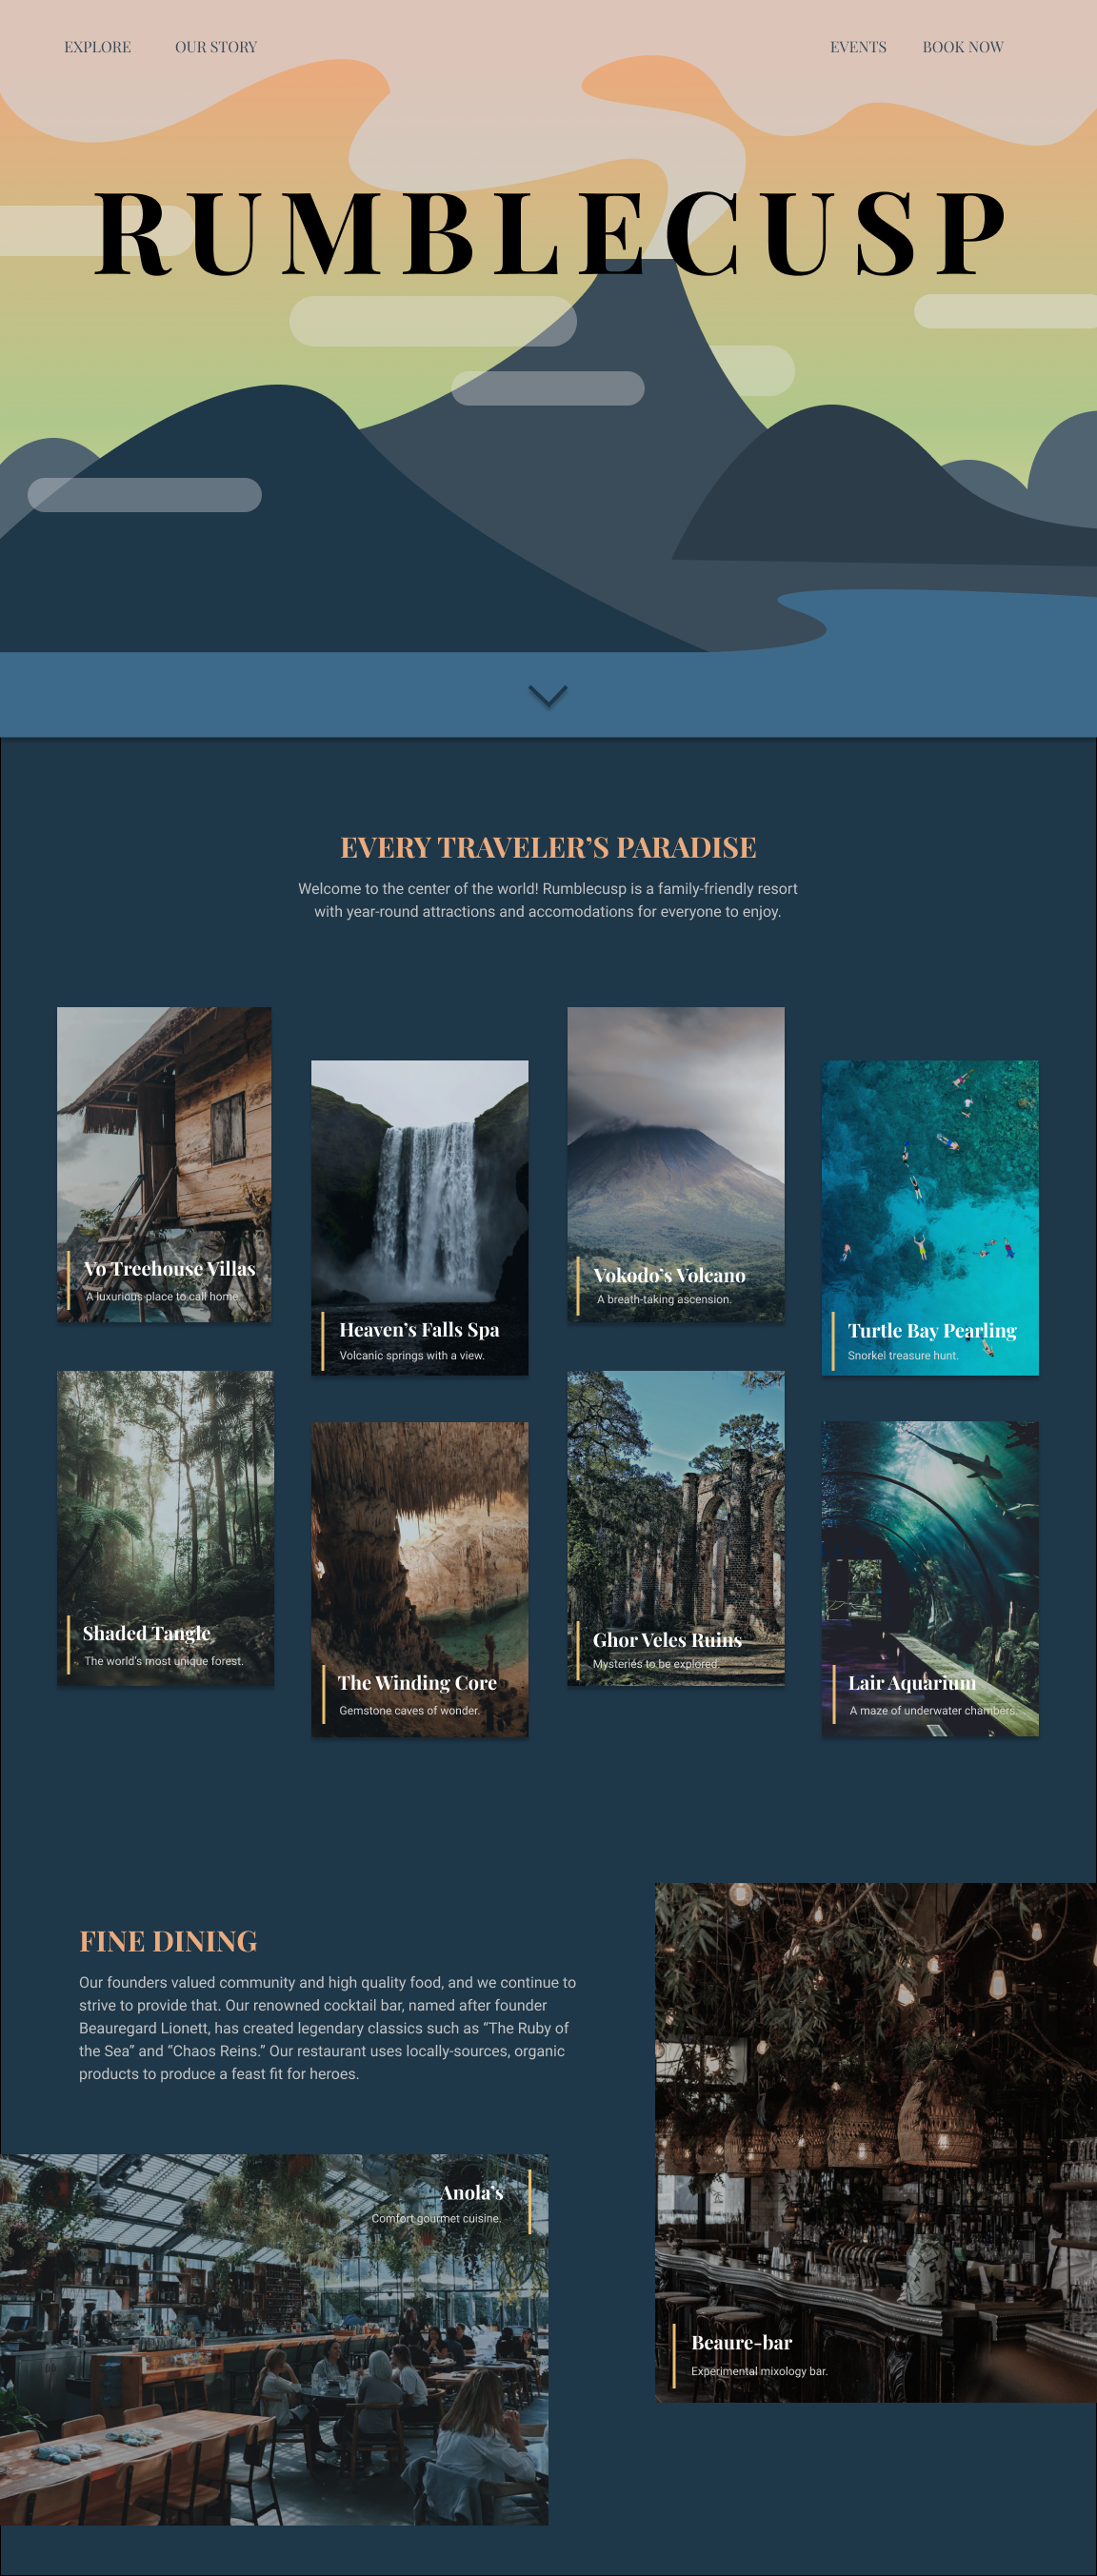 EXPLORE
OUR STORY
EVENTS
BOOK NOW
RUMBLECUSP
EVERY TRAVELER’S PARADISE
Welcome to the center of the world! Rumblecusp is a family-friendly resort
with year-round attractions and accomodations for everyone to enjoy.
Vo Treehouse Villas
A luxurious place to call home.
Heaven’s Falls Spa
Volcanic springs with a view.
Vokodo’s Volcano
A breath-taking ascension.
Turtle Bay Pearling
Snorkel treasure hunt.
Shaded Tangle
The world’s most unique forest.
The Winding Core
Gemstone caves of wonder.
Ghor Veles Ruins
Mysteries to be explored.
Lair Aquarium
A maze of underwater chambers.
FINE DINING
Our founders valued community and high quality food, and we continue to
strive to provide that. Our renowned cocktail bar, named after founder
Beauregard Lionett, has created legendary classics such as “The Ruby of
the Sea” and “Chaos Reins.” Our restaurant uses locally-sources, organic
products to produce a feast fit for heroes.
Anola’s
Comfort gourmet cuisine.
Beaure-bar
Experimental mixology bar.